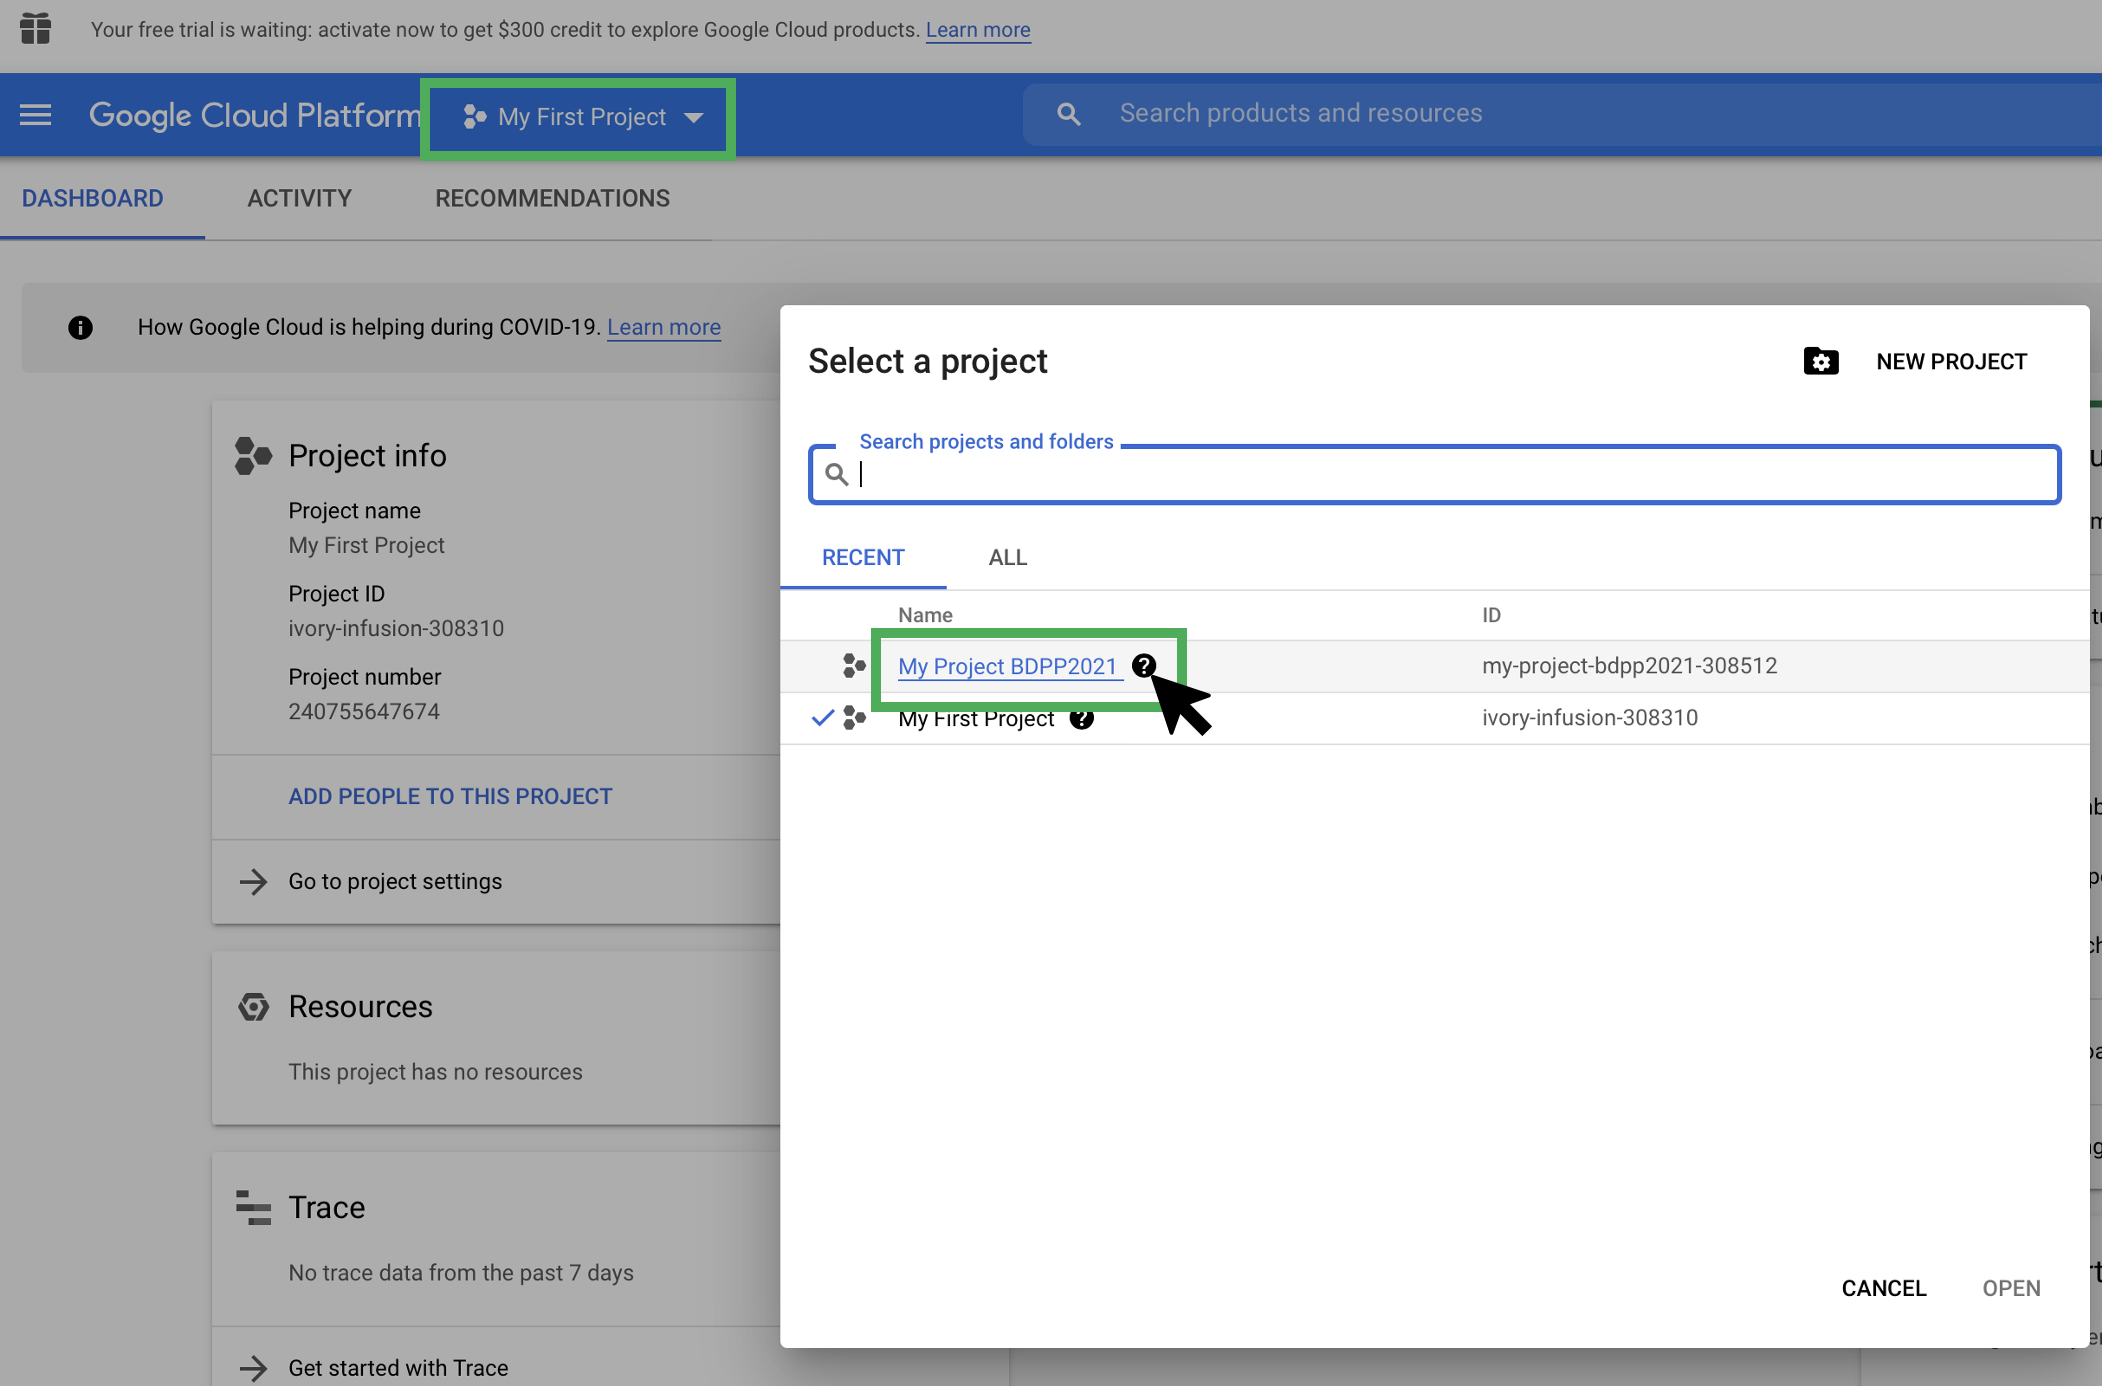 Your free trial is waiting: activate now to get $300 credit to explore Google Cloud products. Learn more
Google Cloud Platform
My First Project
Search products and resources
DASHBOARD
ACTIVITY
RECOMMENDATIONS
How Google Cloud is helping during COVID-19. Learn more
Project info
Project name
My First Project
Project ID
ivory-infusion-308310
Project number
240755647674
ADD PEOPLE TO THIS PROJECT
Go to project settings
Resources
This project has no resources
Trace
No trace data from the past 7 days
Get started with Trace
Select a project
NEW PROJECT
Search projects and folders
RECENT
ALL
Name
ID
My Project BDPP2021
my-project-bdpp2021-308512
My First Project
ivory-infusion-308310
CANCEL
OPEN